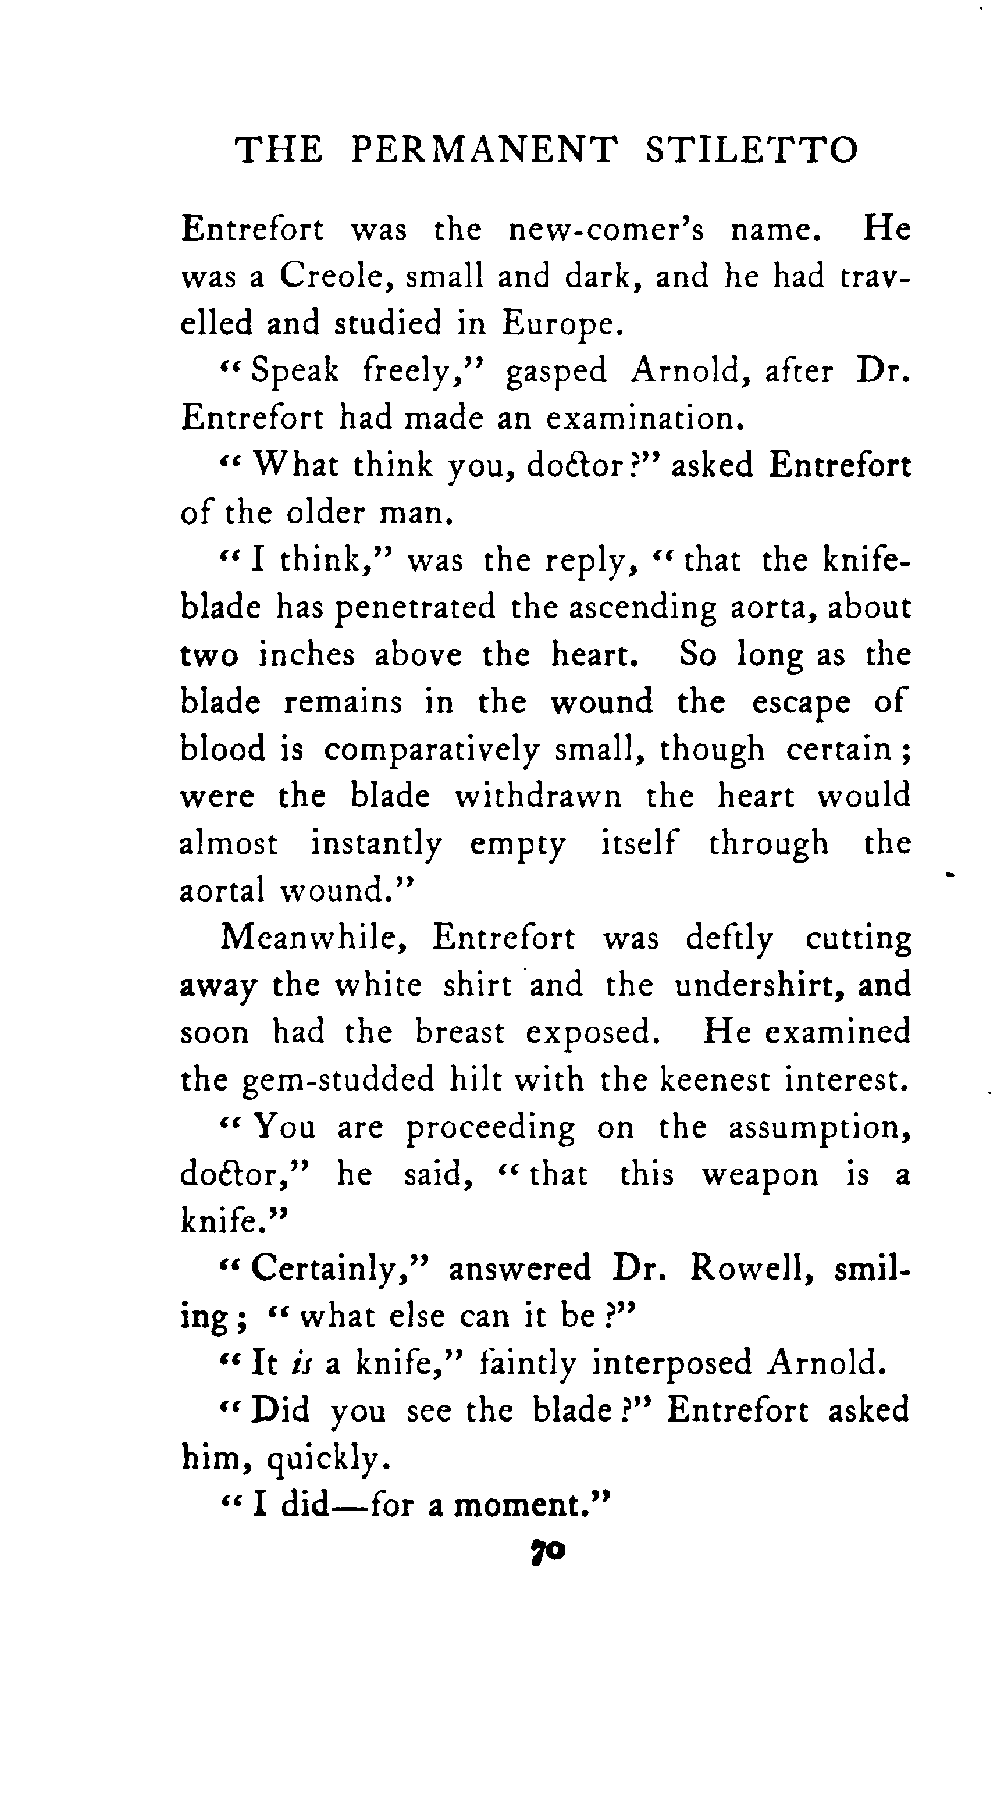 THE PERMANENT STILETTO
Entrefort was the new-comer's name. He
was a Creole, small and dark, and he had trav-
elled and studied in Europe.
“ Speak freely,” gasped Arnold, after Dr.
Entrefort had made an examination.
“ What think you, doctor?” asked Entrefort
of the older man.
“ I think,” was the reply, “ that the knife-
blade has penetrated the ascending aorta, about
two inches above the heart. So long as the
blade remains in the wound the escape of
blood is comparatively small, though certain ;
were the blade withdrawn the heart would
almost instantly empty itself through the
aortal wound.”
Meanwhile, Entrefort was deftly cutting
away the white shirt and the undershirt, and
soon had the breast exposed. He examined
the gem-studded hilt with the keenest interest.
“ You are proceeding on the assumption,
doctor,” he said, “ that this weapon is a
knife.”
“ Certainly,” answered Dr. Rowell, smil-
ing ; “ what else can it be ?”
“ It is a knife,” faintly interposed Arnold.
“ Did you see the blade ?” Entrefort asked
him, quickly.
“ I did—for a moment.”
70